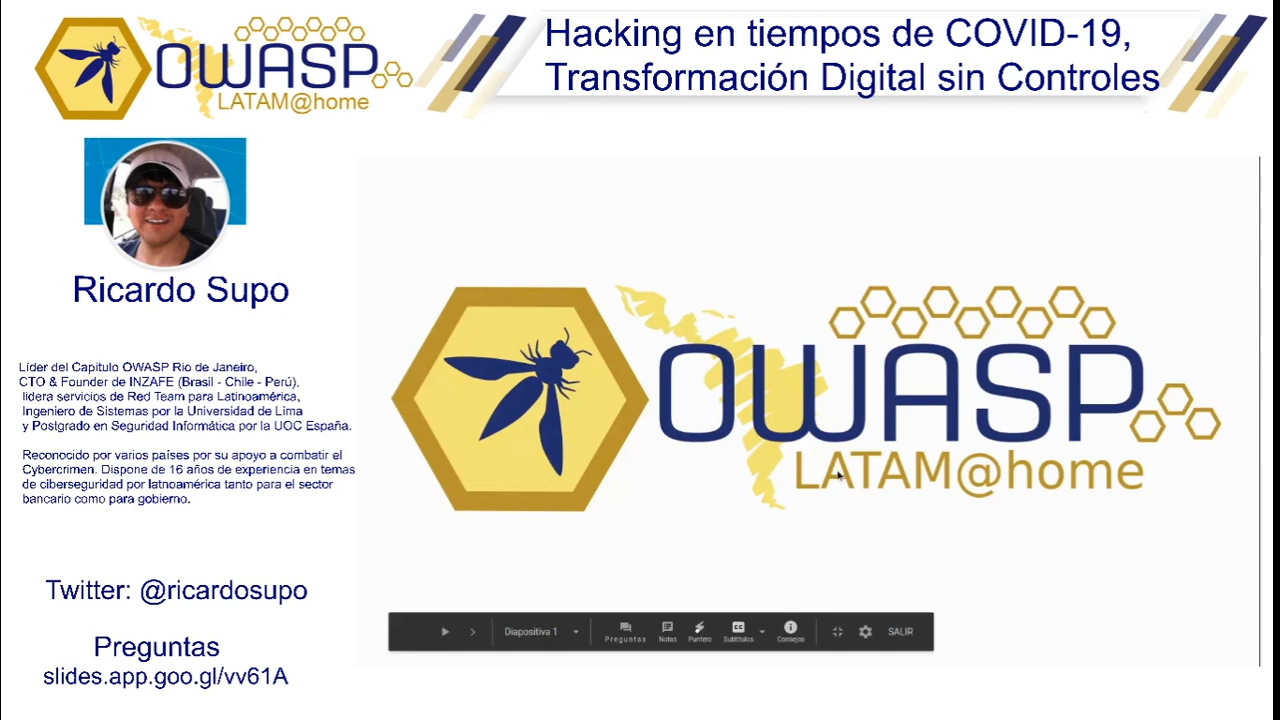 OWASP
LATAM@home
Hacking en tiempos de COVID-19,
Transformación Digital sin Controles
Ricardo Supo
Líder del Capítulo OWASP Río de Janeiro,
CTO & Founder de INZAFE (Brasil - Chile - Perú),
lidera servicios de Red Team para Latinoamérica,
Ingeniero de Sistemas por la Universidad de Lima
y Postgrado en Seguridad Informática por la UOC España.
Reconocido por varios países por su apoyo a combatir el
Cybercrimen. Dispone de 16 años de experiencia en temas
de ciberseguridad por latnoamérica tanto para el sector
bancario como para gobierno.
Twitter: @ricardosupo
Preguntas
slides.app.goo.gl/vv61A
OWASP
LATAM@home
Diapositiva 1
Preguntas
Notas
Puntero
Subtítulos
Consejos
SALIR